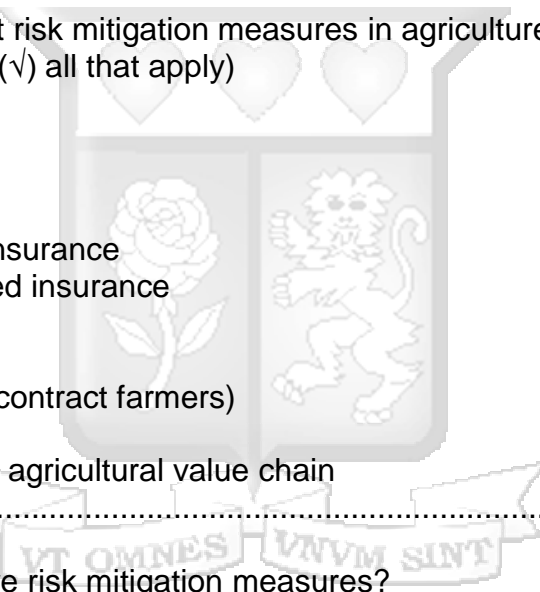 t risk mitigation measures in agriculture
(√) all that apply)
nsurance
ed insurance
contract farmers)
agricultural value chain
................................................................
VT OMNES VNVM SINT
e risk mitigation measures?